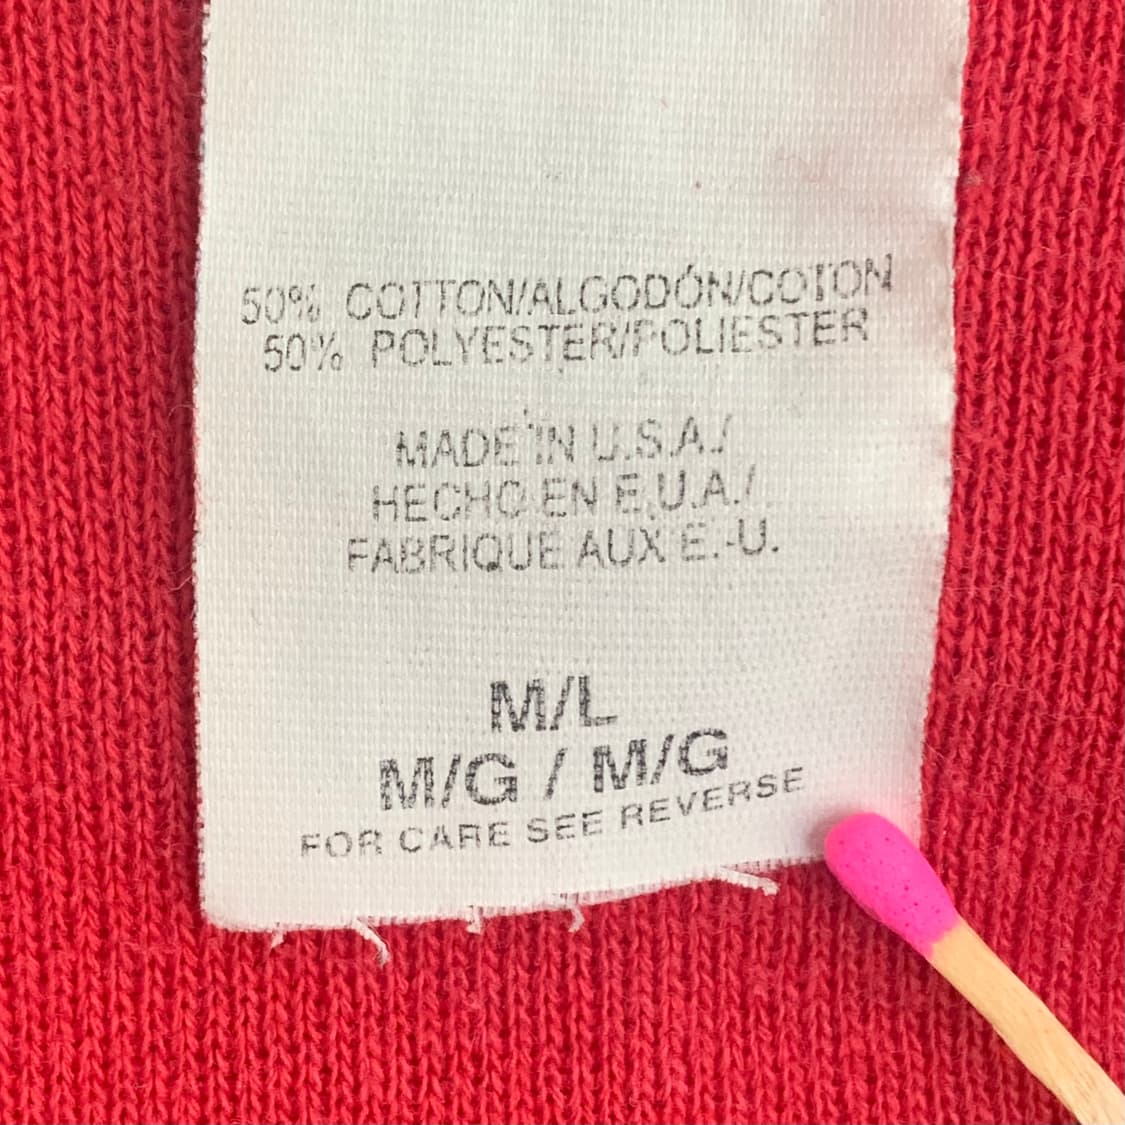 50% COTTON/ALGODÓN/COTON
50% POLYESTER/POLIESTER
MADE IN U.S.A./
HECHO EN E.U.A./
FABRIQUE AUX E.-U.
M/L
M/G / M/G
FOR CARE SEE REVERSE